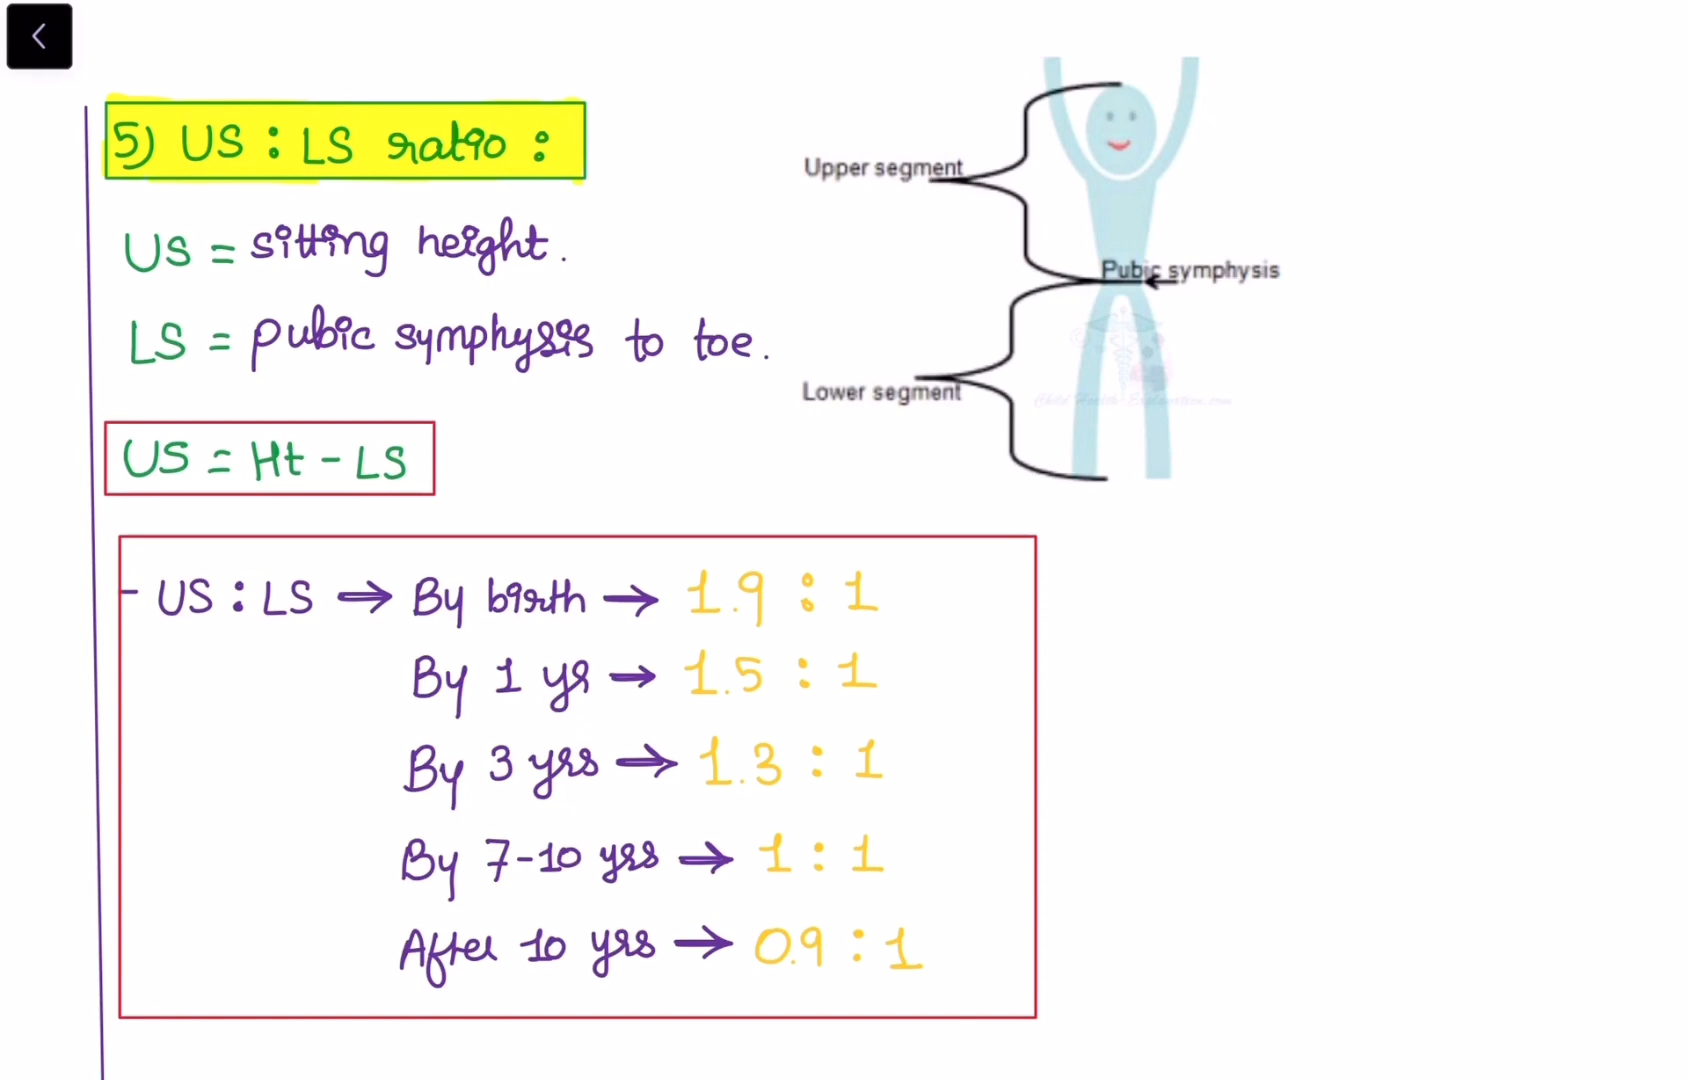 5) US : LS ratio :
US = sitting height.
LS = pubic symphysis to toe.
US = Ht - LS
Upper segment
Pubic symphysis
Lower segment
- US : LS ⇒ By birth → 1.9 : 1
By 1 yr → 1.5 : 1
By 3 yrs → 1.3 : 1
By 7-10 yrs → 1 : 1
After 10 yrs → 0.9 : 1